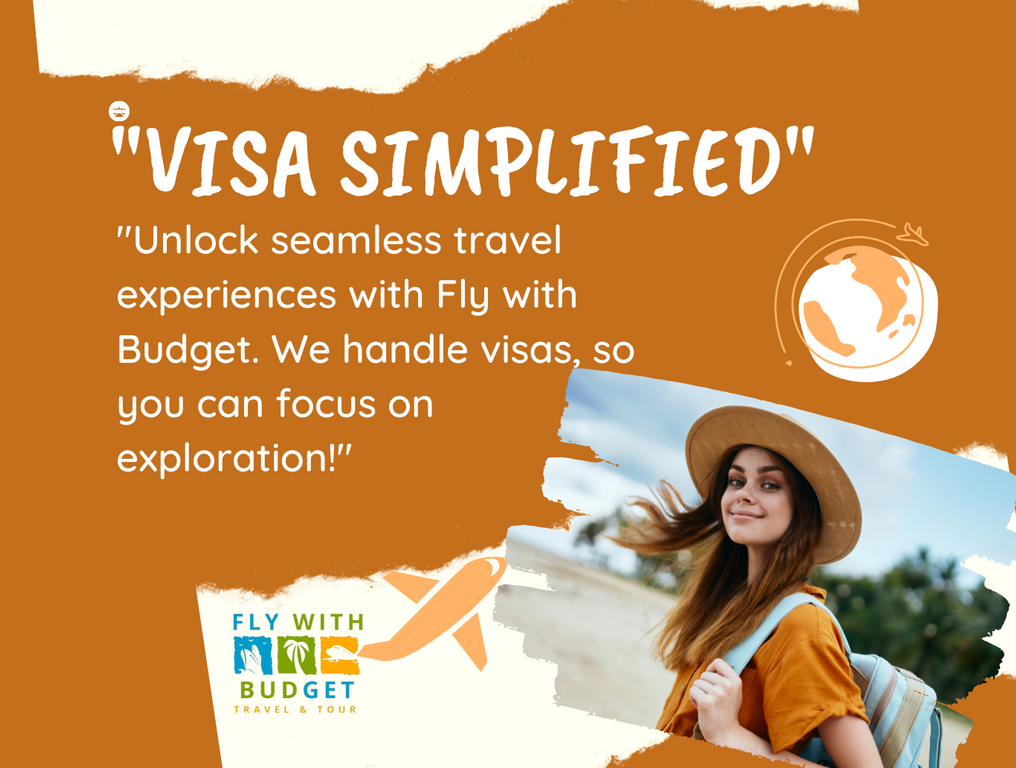 "VISA SIMPLIFIED"
"Unlock seamless travel
experiences with Fly with
Budget. We handle visas, so
you can focus on
exploration!"
FLY WITH
BUDGET
TRAVEL & TOUR